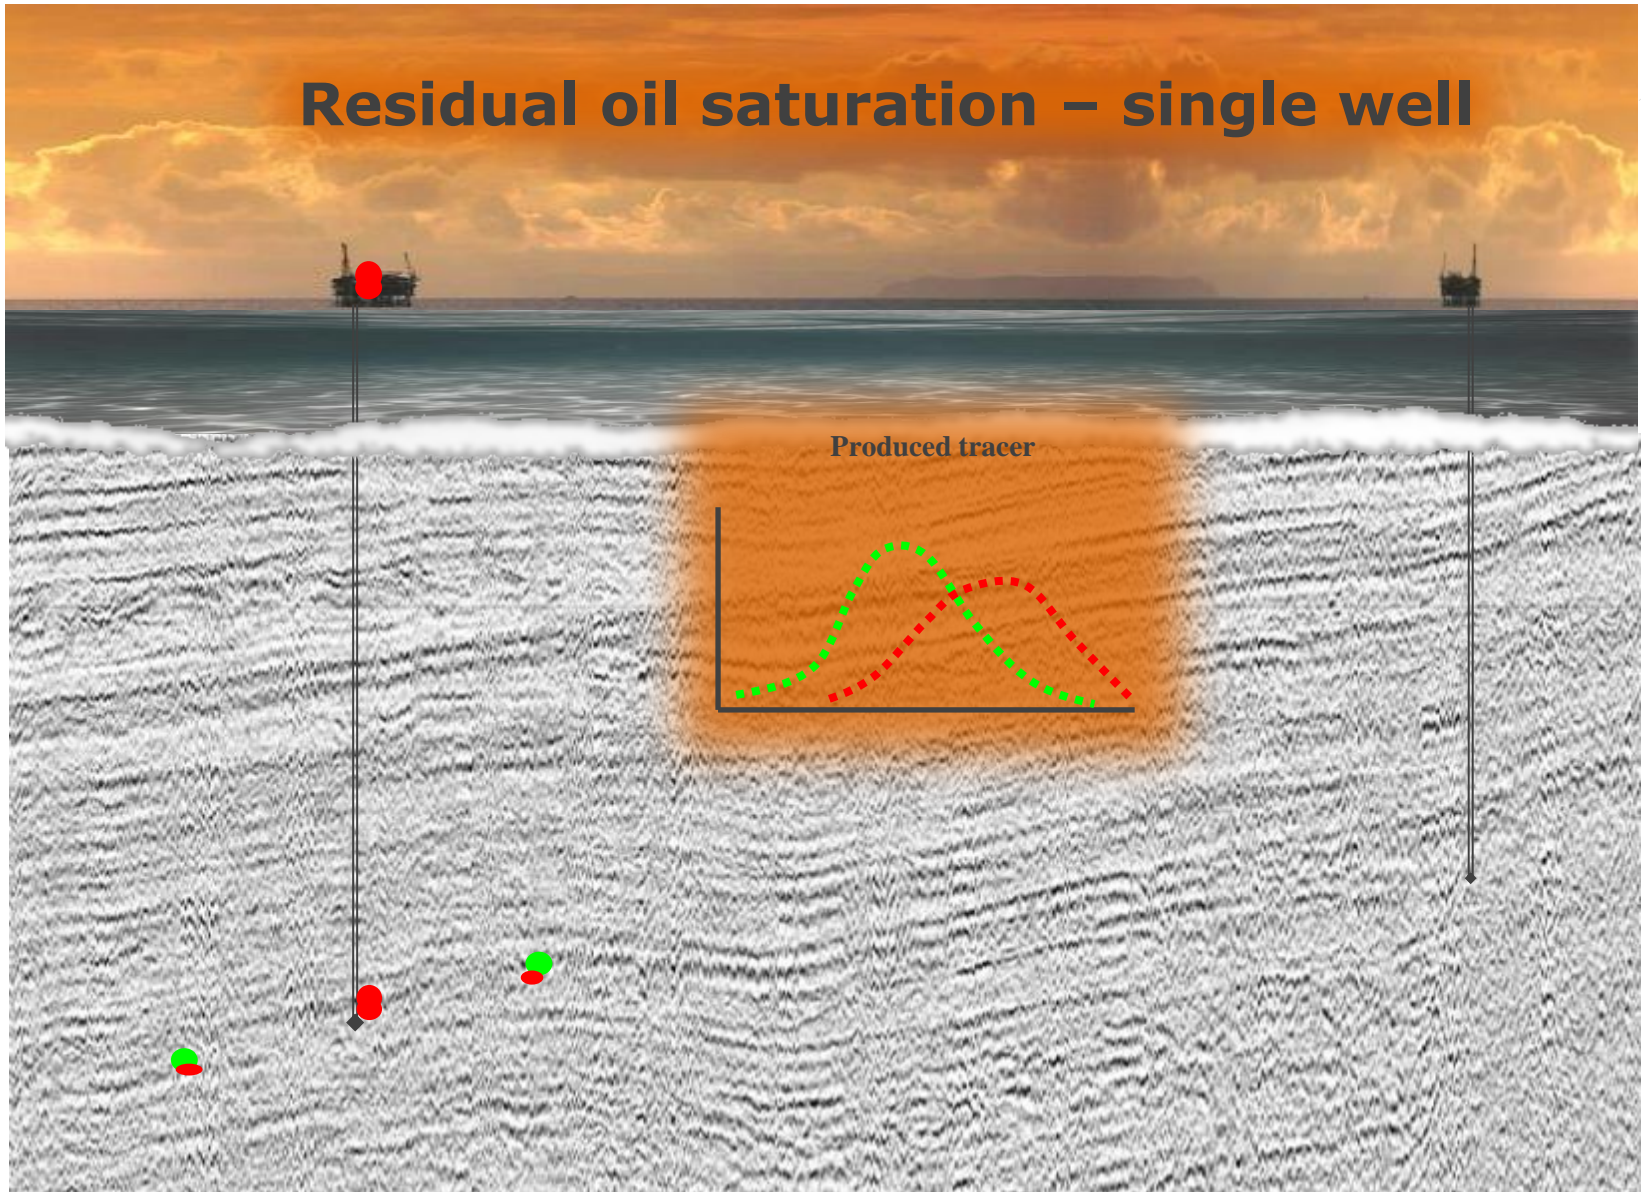 Residual oil saturation – single well
Produced tracer